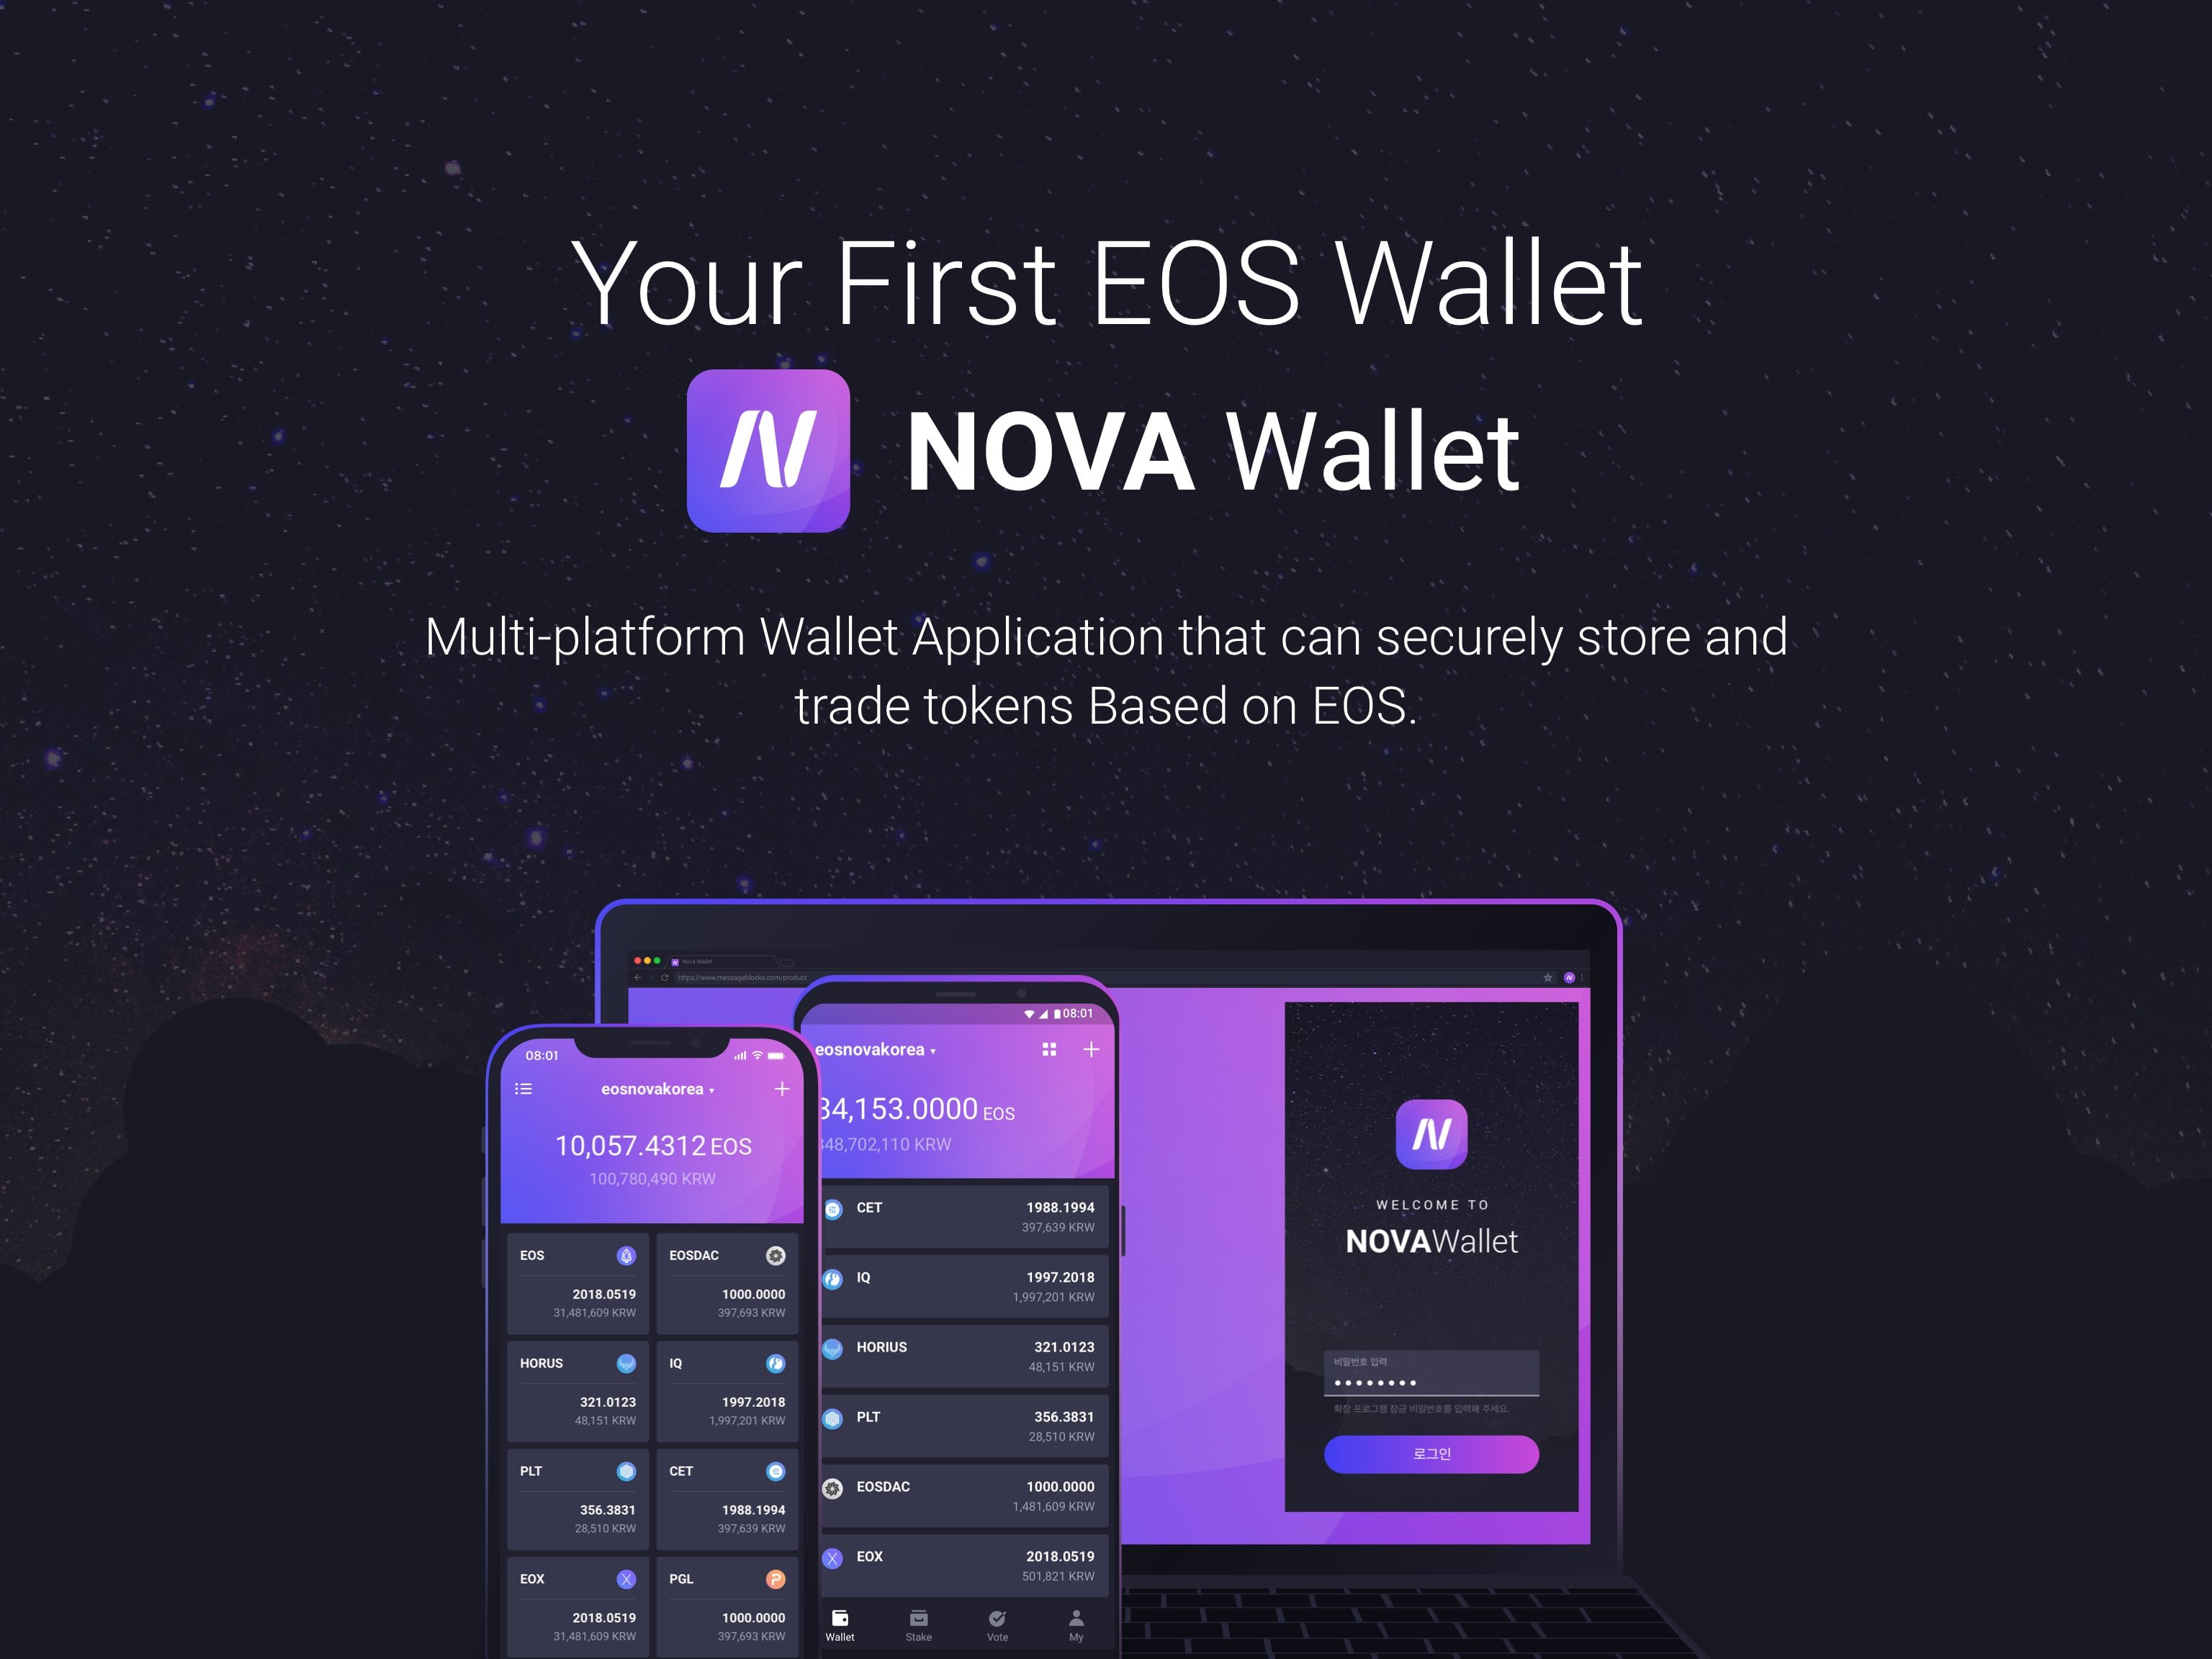 Your First EOS Wallet
NOVA Wallet
Multi-platform Wallet Application that can securely store and
trade tokens Based on EOS.
Nova Wallet
https://www.messageblocks.com/product
08:01
eosnovakorea
10,057.4312 EOS
100,780,490 KRW
EOS
2018.0519
31,481,609 KRW
EOSDAC
1000.0000
397,693 KRW
HORUS
321.0123
48,151 KRW
IQ
1997.2018
1,997,201 KRW
PLT
356.3831
28,510 KRW
CET
1988.1994
397,639 KRW
EOX
2018.0519
31,481,609 KRW
PGL
1000.0000
397,693 KRW
08:01
eosnovakorea
34,153.0000 EOS
348,702,110 KRW
CET
1988.1994
397,639 KRW
IQ
1997.2018
1,997,201 KRW
HORIUS
321.0123
48,151 KRW
PLT
356.3831
28,510 KRW
EOSDAC
1000.0000
1,481,609 KRW
EOX
2018.0519
501,821 KRW
Wallet Stake Vote My
WELCOME TO
NOVAWallet
비밀번호 입력
확장 프로그램 잠금 비밀번호를 입력해 주세요.
로그인